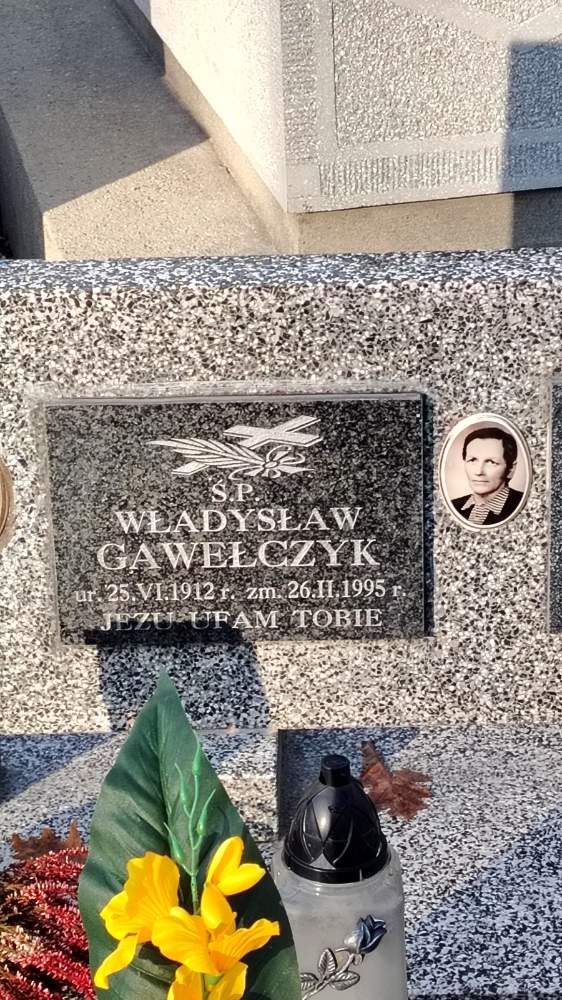 Ś.P.
WŁADYSŁAW
GAWEŁCZYK
ur. 25.VI.1912 r. zm. 26.II.1995 r.
JEZU UFAM TOBIE